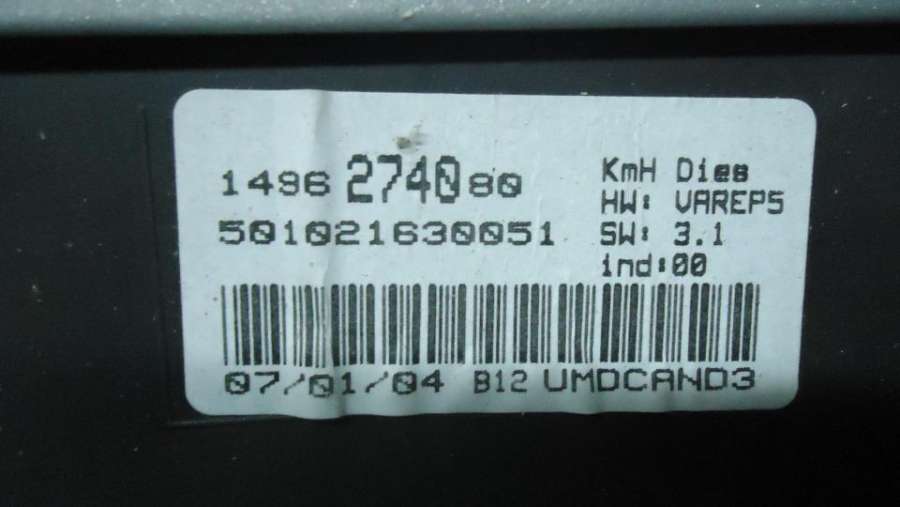 1496 2740 80
501021630051
KmH Dies
HW: VAREP5
SW: 3.1
ind:00
07/01/04 B12 UMDCAND3